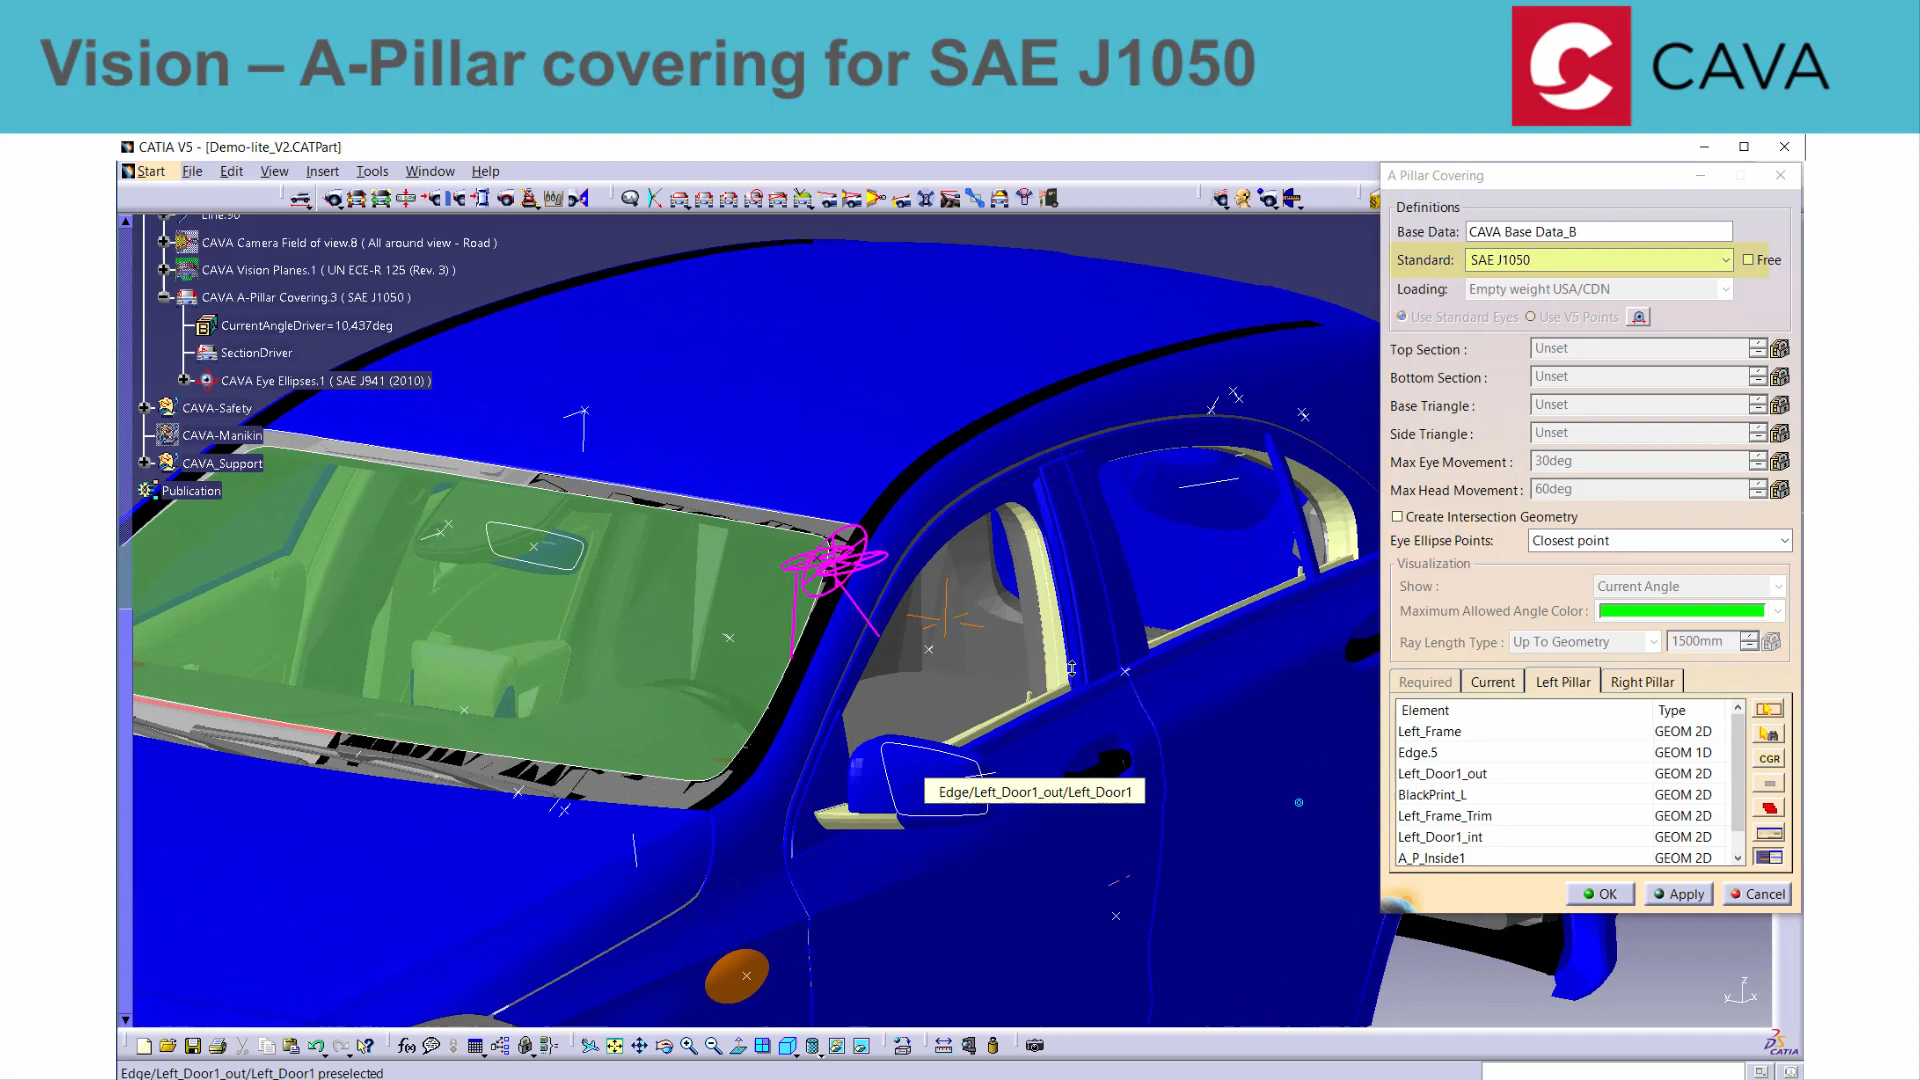 Vision – A-Pillar covering for SAE J1050
CAVA
CATIA V5 - [Demo-lite_V2.CATPart]
Start File Edit View Insert Tools Window Help
Line.90
CAVA Camera Field of view.8 ( All around view - Road )
CAVA Vision Planes.1 ( UN ECE-R 125 (Rev. 3) )
CAVA A-Pillar Covering.3 ( SAE J1050 )
CurrentAngleDriver=10,437deg
SectionDriver
CAVA Eye Ellipses.1 ( SAE J941 (2010) )
CAVA-Safety
CAVA-Manikin
CAVA_Support
Publication
Edge/Left_Door1_out/Left_Door1
A Pillar Covering
Definitions
Base Data: CAVA Base Data_B
Standard: SAE J1050 Free
Loading: Empty weight USA/CDN
Use Standard Eyes Use V5 Points
Top Section : Unset
Bottom Section : Unset
Base Triangle : Unset
Side Triangle : Unset
Max Eye Movement : 30deg
Max Head Movement : 60deg
Create Intersection Geometry
Eye Ellipse Points: Closest point
Visualization
Show : Current Angle
Maximum Allowed Angle Color :
Ray Length Type : Up To Geometry 1500mm
Required Current Left Pillar Right Pillar
Element Type
Left_Frame GEOM 2D
Edge.5 GEOM 1D
Left_Door1_out GEOM 2D
CGR
BlackPrint_L GEOM 2D
Left_Frame_Trim GEOM 2D
Left_Door1_int GEOM 2D
A_P_Inside1 GEOM 2D
OK Apply Cancel
z
y x
CATIA
Edge/Left_Door1_out/Left_Door1 preselected